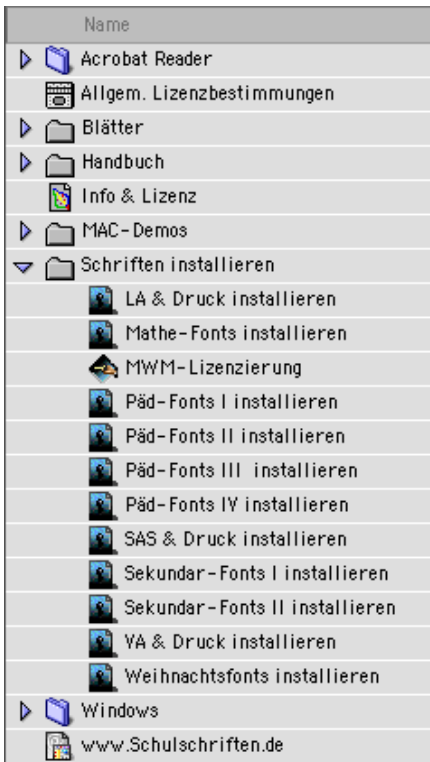 Name
Acrobat Reader
Allgem. Lizenzbestimmungen
Blätter
Handbuch
Info & Lizenz
MAC-Demos
Schriften installieren
LA & Druck installieren
Mathe-Fonts installieren
MWM-Lizenzierung
Päd-Fonts I installieren
Päd-Fonts II installieren
Päd-Fonts III  installieren
Päd-Fonts IV installieren
SAS & Druck installieren
Sekundar-Fonts I installieren
Sekundar-Fonts II installieren
VA & Druck installieren
Weihnachtsfonts installieren
Windows
www.Schulschriften.de